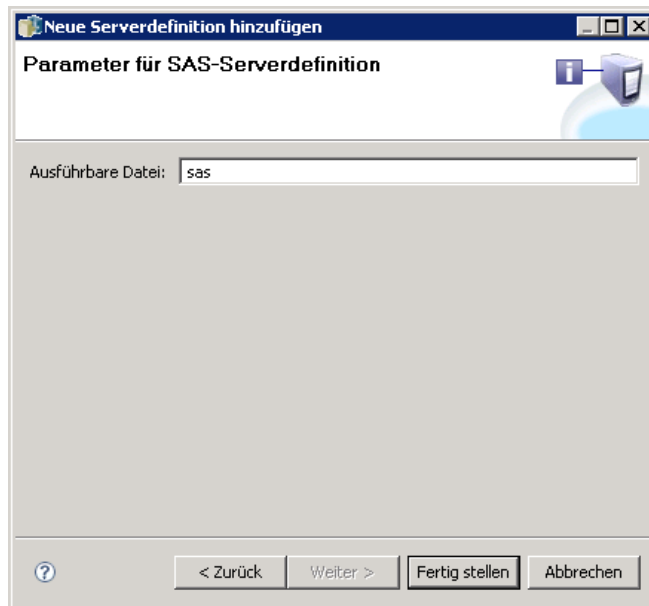 Neue Serverdefinition hinzufügen
Parameter für SAS-Serverdefinition
Ausführbare Datei: sas
< Zurück Weiter > Fertig stellen Abbrechen